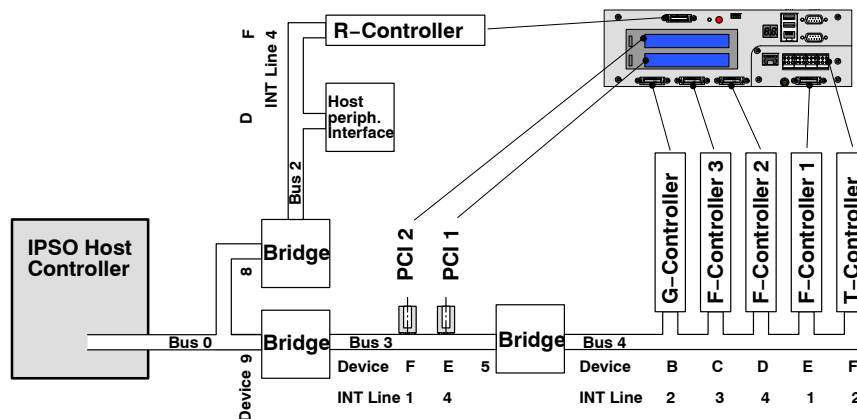 R−Controller
F
INT Line 4
D
Host
periph.
Interface
Bus 2
IPSO Host
Controller
Bridge
8
PCI 2
PCI 1
G−Controller
F−Controller 3
F−Controller 2
F−Controller 1
T−Controller
Bus 0
Bridge
Bus 3
Bridge
Bus 4
Device 9
Device F E 5
Device B C D E F
INT Line 1 4
INT Line 2 3 4 1 2